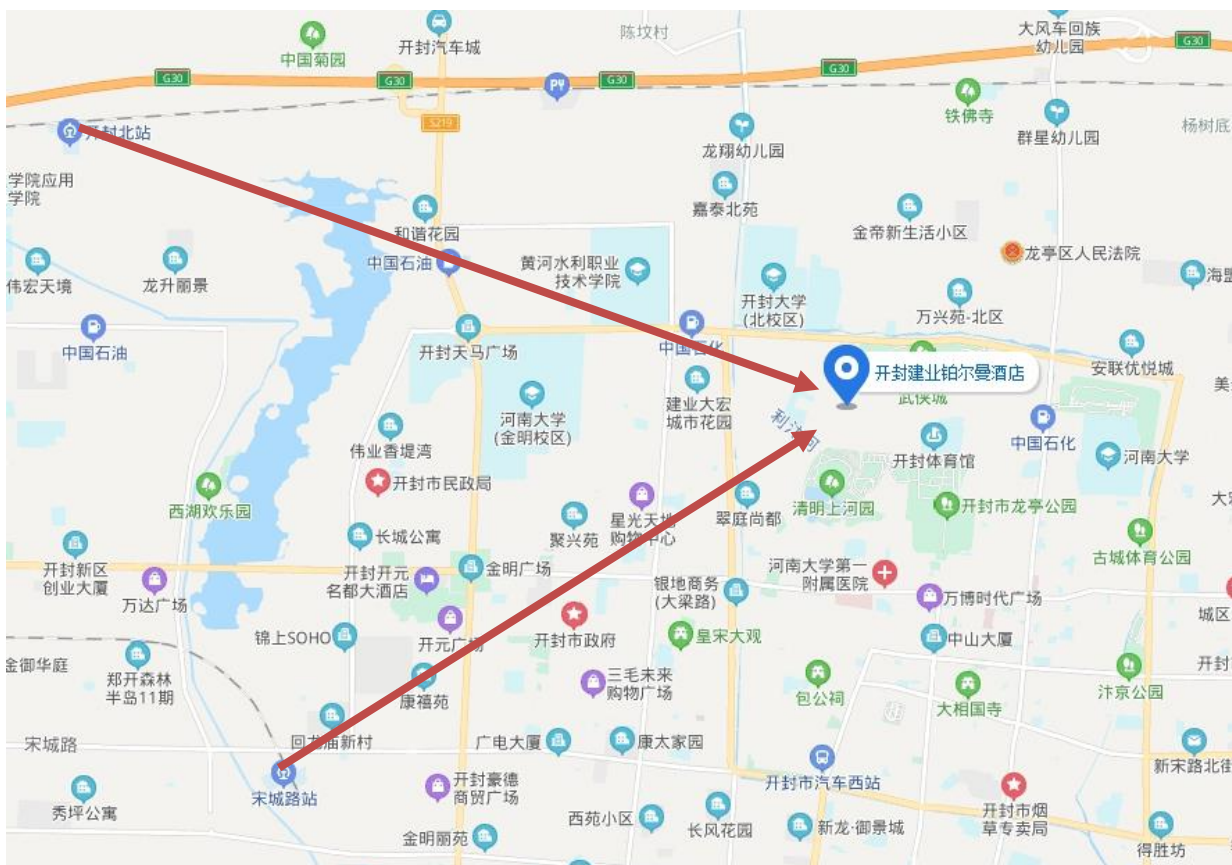 中国菊园
开封汽车城
陈坟村
大风车回族
幼儿园
G30
G30
G30
G30
G30
S219
开封北站
铁佛寺
群星幼儿园
杨树底
龙翔幼儿园
学院应用
学院
嘉泰北苑
和谐花园
金帝新生活小区
龙亭区人民法院
中国石油
黄河水利职业
技术学院
伟宏天境
龙升丽景
开封大学
(北校区)
海盟
万兴苑-北区
中国石油
开封天马广场
中国石化
安联优悦城
开封建业铂尔曼酒店
武侠城
美
建业大宏
城市花园
河南大学
(金明校区)
中国石化
伟业香堤湾
开封体育馆
河南大学
开封市民政局
西湖欢乐园
星光天地
购物中心
翠庭尚都
清明上河园
开封市龙亭公园
长城公寓
聚兴苑
古城体育公园
开封新区
创业大厦
万达广场
开封开元
名都大酒店
金明广场
银地商务
(大梁路)
河南大学第一
附属医院
万博时代广场
城区
锦上SOHO
开元广场
开封市政府
皇宋大观
中山大厦
金御华庭
郑开森林
半岛11期
康禧苑
三毛未来
购物广场
包公祠
大相国寺
汴京公园
开封
宋城路
回龙庙新村
广电大厦
康太家园
开封市汽车西站
新宋路北街
宋城路站
秀坪公寓
开封豪德
商贸广场
西苑小区
长风花园
新龙·御景城
开封市烟
草专卖局
金明丽苑
得胜坊